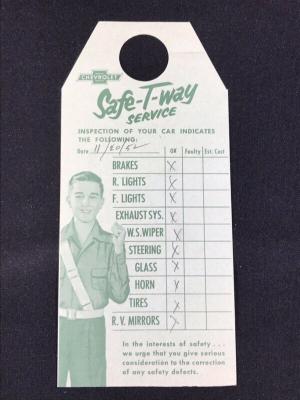 CHEVROLET
Safe-T-way
SERVICE
INSPECTION OF YOUR CAR INDICATES
THE FOLLOWING:
Date 11/20/52 OK Faulty Est. Cost
BRAKES X
R. LIGHTS X
F. LIGHTS X
EXHAUST SYS. X
W.S.WIPER X
STEERING X
GLASS X
HORN X
TIRES X
R. V. MIRRORS X
In the interests of safety...
we urge that you give serious
consideration to the correction
of any safety defects.